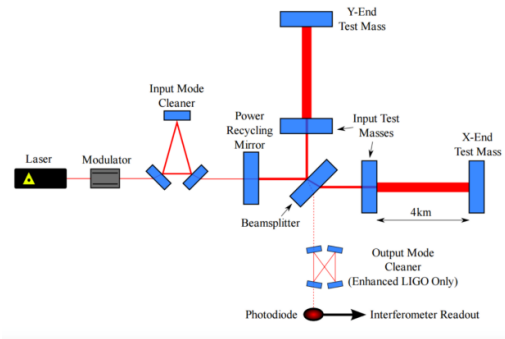 Y-End
Test Mass
Input Mode
Cleaner
Power
Recycling
Mirror
Input Test
Masses
X-End
Test Mass
Laser
Modulator
Beamsplitter
4km
Output Mode
Cleaner
(Enhanced LIGO Only)
Photodiode
Interferometer Readout